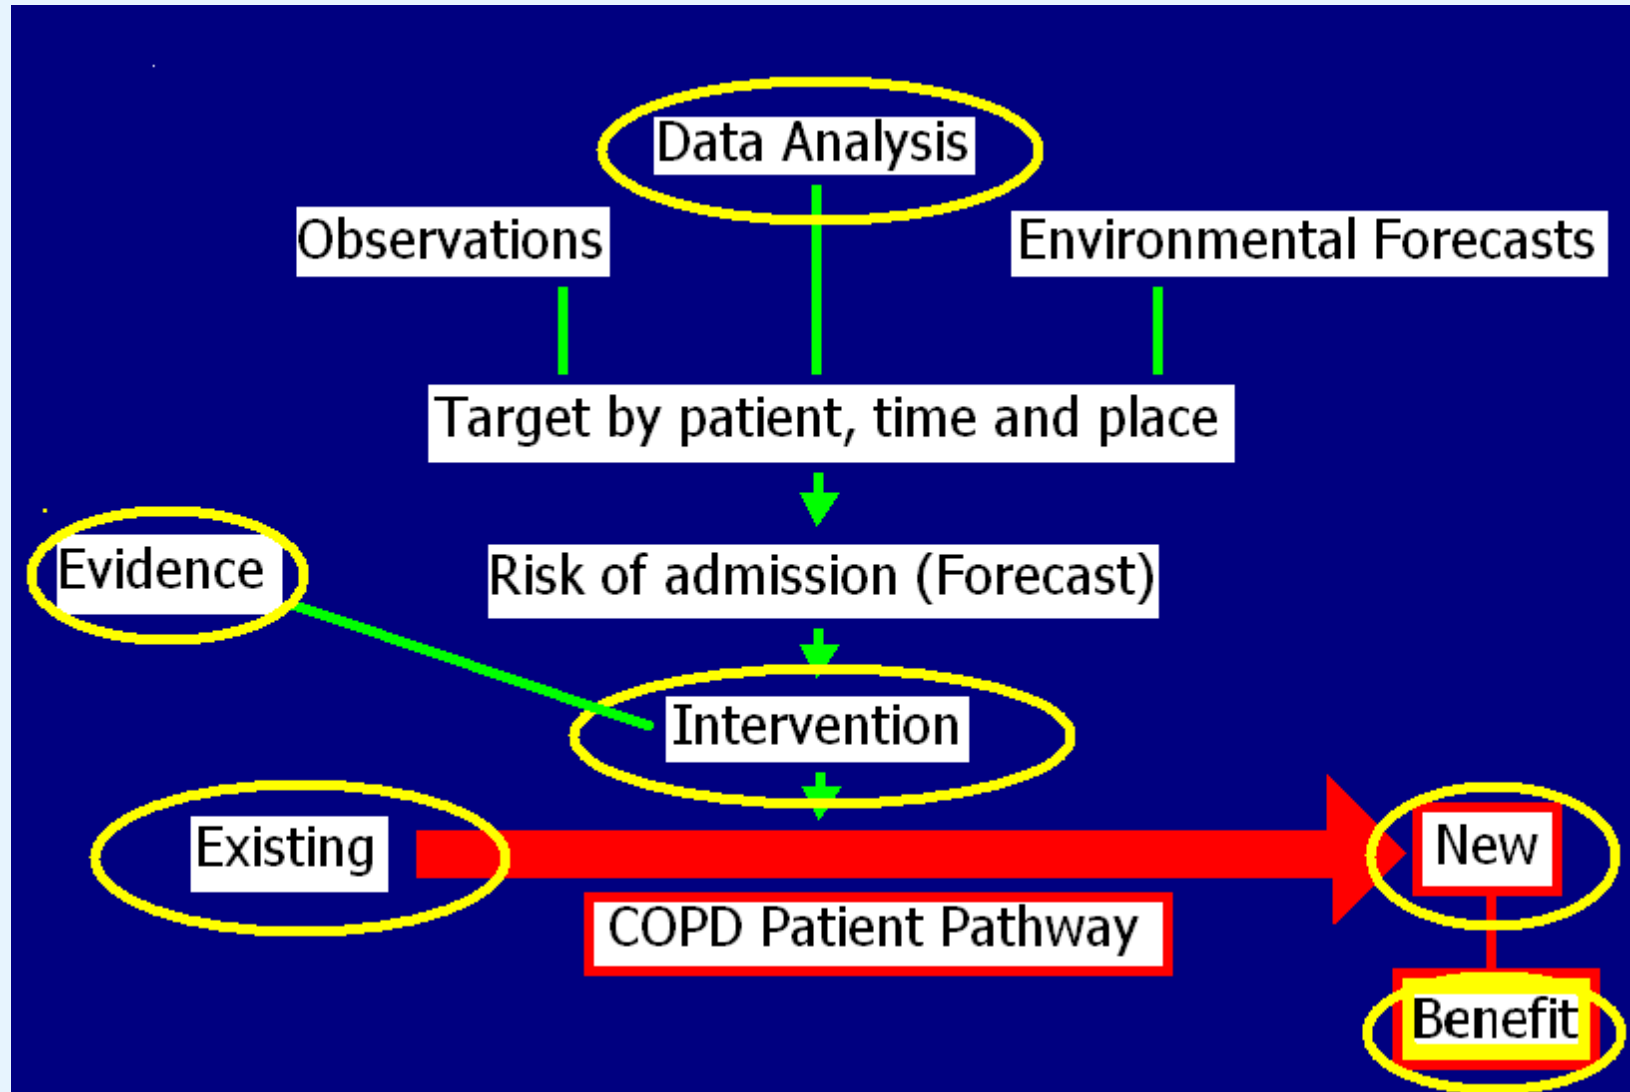 Data Analysis
Observations
Environmental Forecasts
Target by patient, time and place
Evidence
Risk of admission (Forecast)
Intervention
Existing
New
COPD Patient Pathway
Benefit